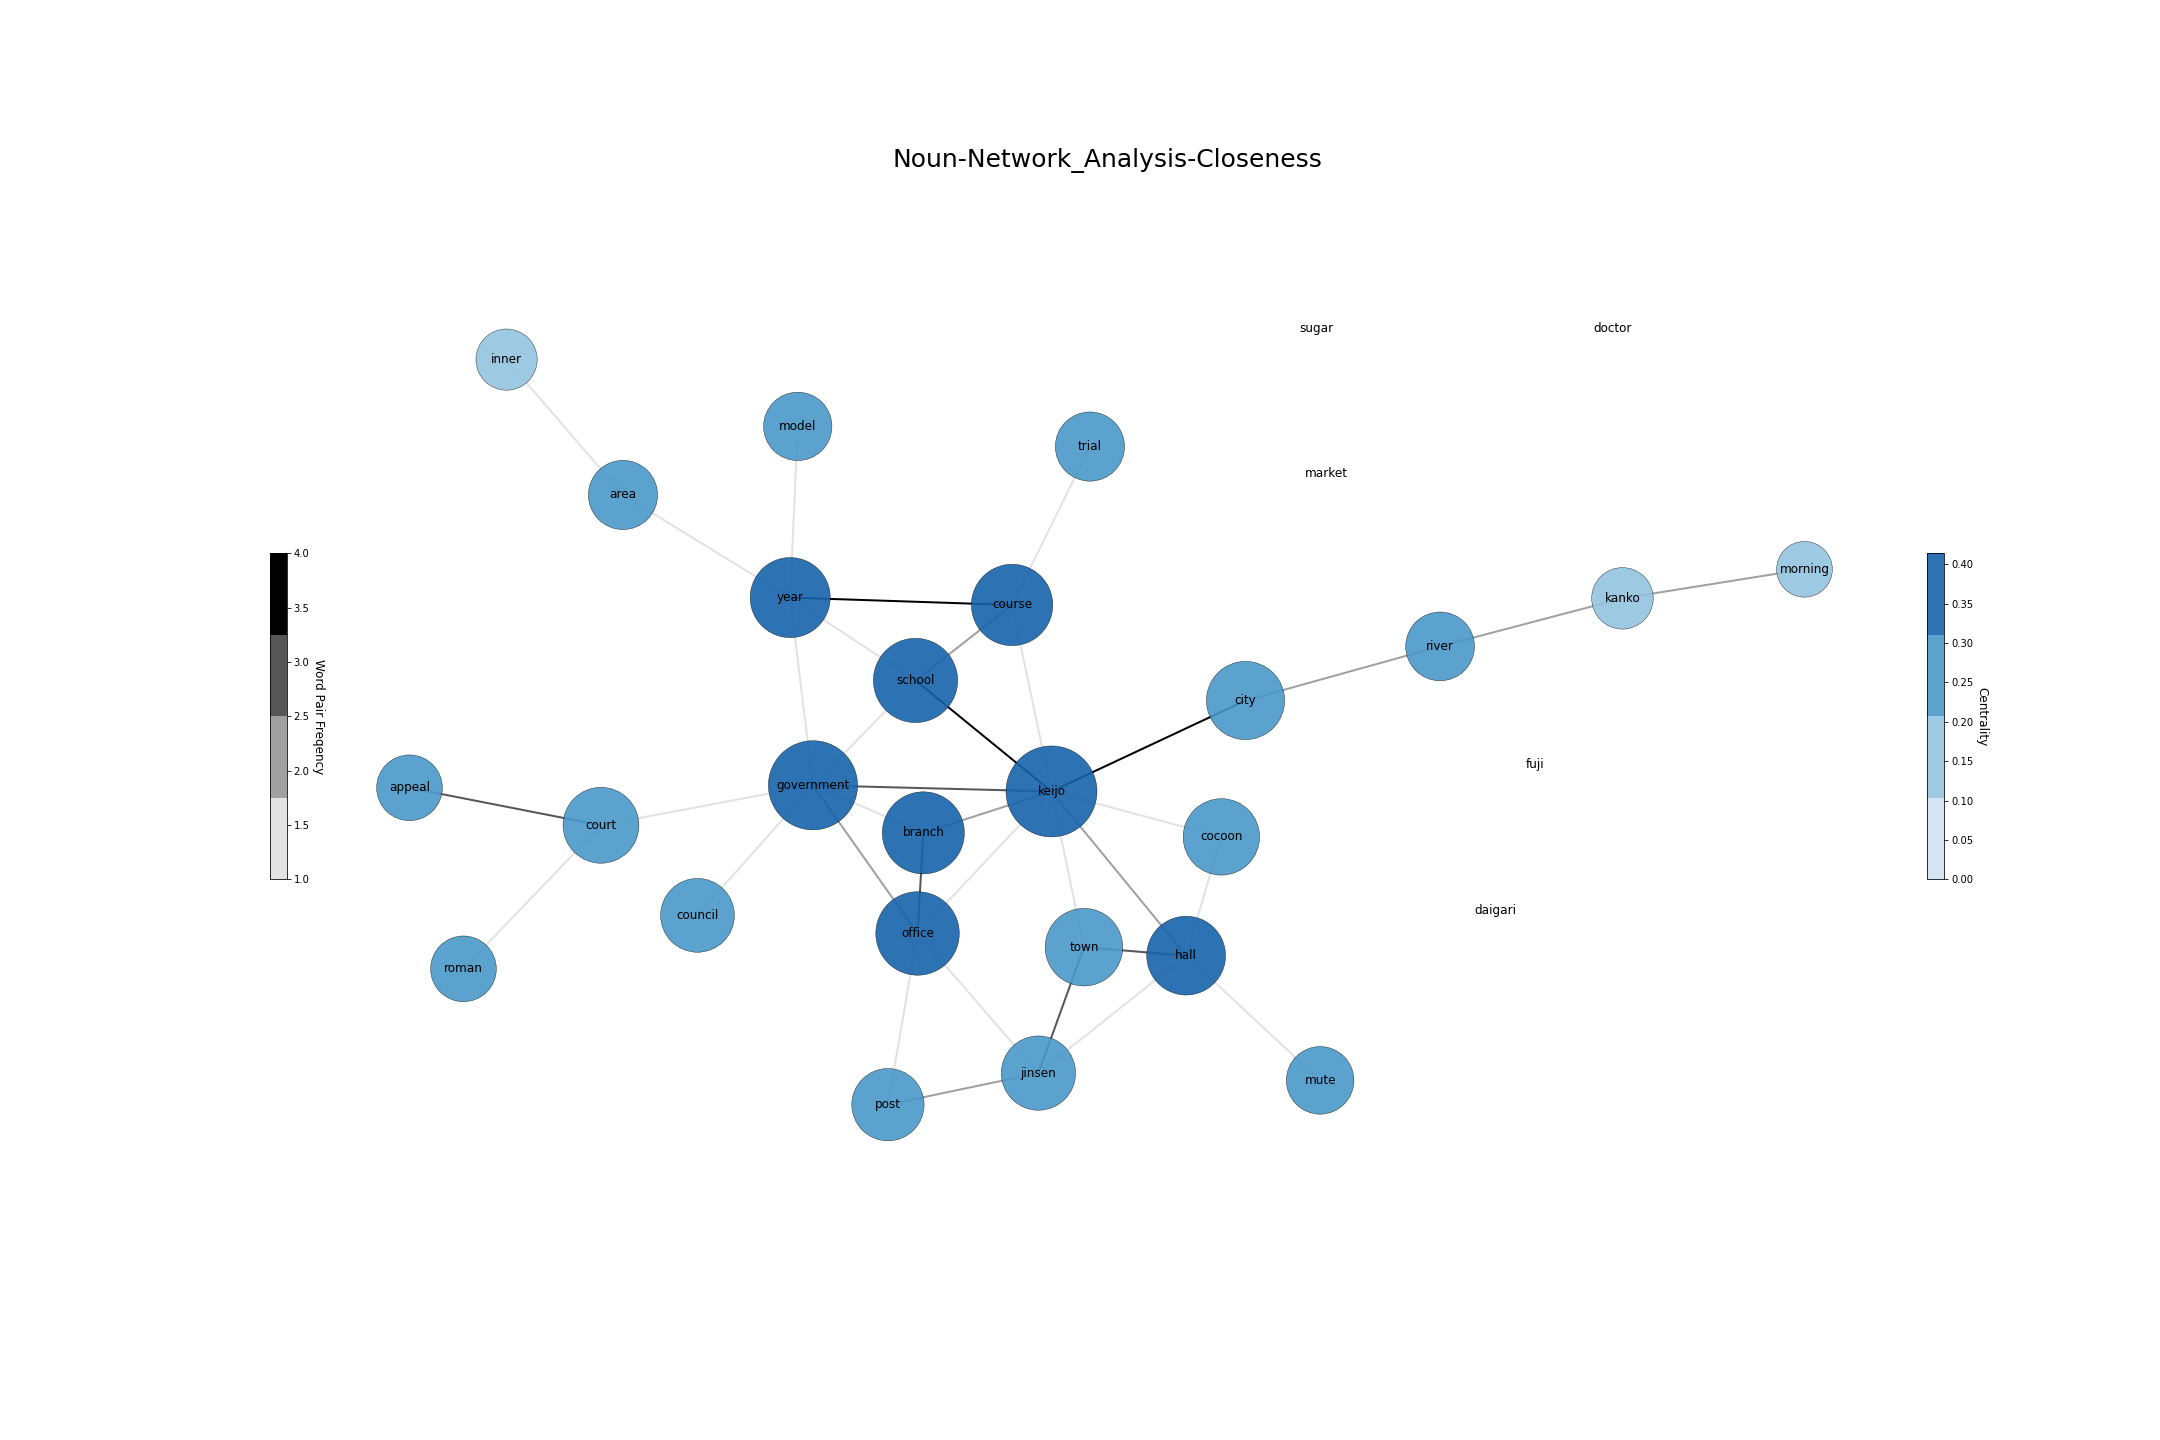 Noun-Network_Analysis-Closeness
sugar
doctor
inner
model
trial
market
area
morning
year
kanko
course
river
school
city
fuji
government
appeal
keijo
court
branch
cocoon
daigari
council
office
town
hall
roman
jinsen
mute
post
4.0
3.5
3.0
2.5
2.0
1.5
1.0
Word Pair Freqency
0.40
0.35
0.30
0.25
0.20
0.15
0.10
0.05
0.00
Centrality